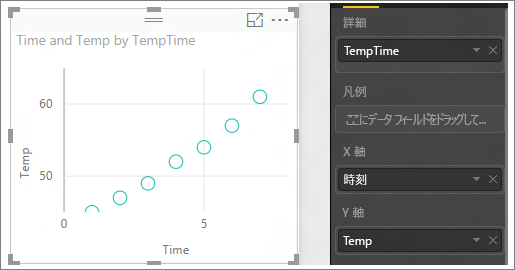 Time and Temp by TempTime
60
50
Temp
0
5
Time
詳細
TempTime
凡例
ここにデータ フィールドをドラッグして...
X 軸
時刻
Y 軸
Temp